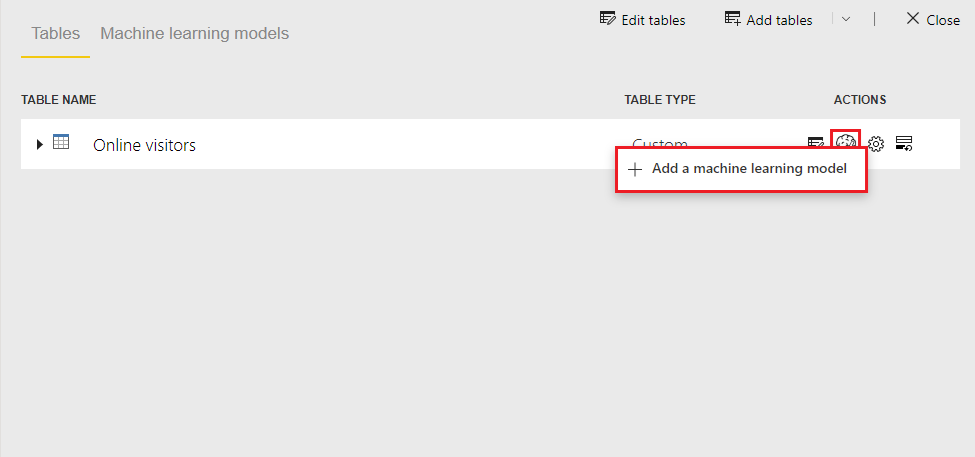 Edit tables
Add tables
Close
Tables
Machine learning models
TABLE NAME
TABLE TYPE
ACTIONS
Online visitors
Custom
Add a machine learning model